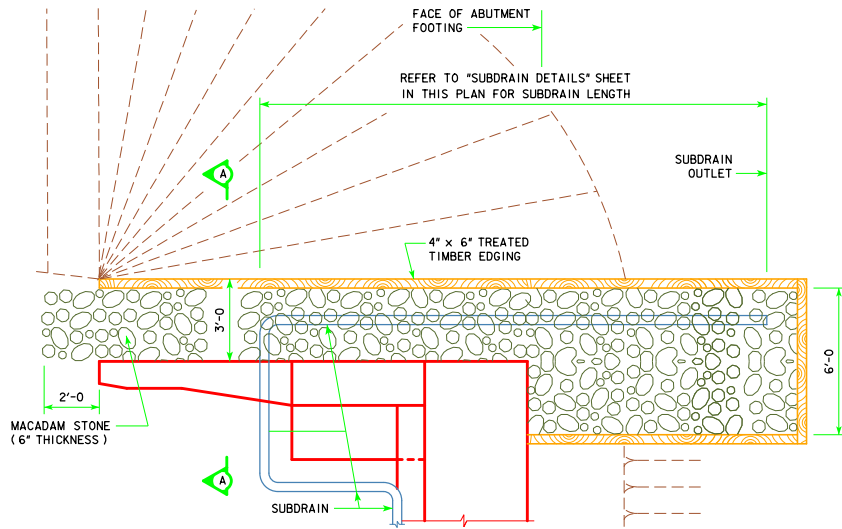 FACE OF ABUTMENT
FOOTING
REFER TO "SUBDRAIN DETAILS" SHEET
IN THIS PLAN FOR SUBDRAIN LENGTH
SUBDRAIN
OUTLET
A
4" x 6" TREATED
TIMBER EDGING
3'-0
6'-0
2'-0
MACADAM STONE
(6" THICKNESS)
A
SUBDRAIN